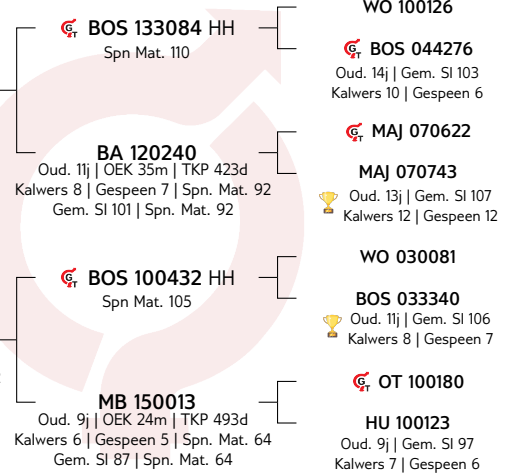 BOS 133084 HH
Spn Mat. 110
BA 120240
Oud. 11j | OEK 35m | TKP 423d
Kalwers 8 | Gespeen 7 | Spn. Mat. 92
Gem. SI 101 | Spn. Mat. 92
BOS 100432 HH
Spn Mat. 105
MB 150013
Oud. 9j | OEK 24m | TKP 493d
Kalwers 6 | Gespeen 5 | Spn. Mat. 64
Gem. SI 87 | Spn. Mat. 64
WO 100126
GT BOS 044276
Oud. 14j | Gem. SI 103
Kalwers 10 | Gespeen 6
GT MAJ 070622
MAJ 070743
Oud. 13j | Gem. SI 107
Kalwers 12 | Gespeen 12
WO 030081
BOS 033340
Oud. 11j | Gem. SI 106
Kalwers 8 | Gespeen 7
GT OT 100180
HU 100123
Oud. 9j | Gem. SI 97
Kalwers 7 | Gespeen 6